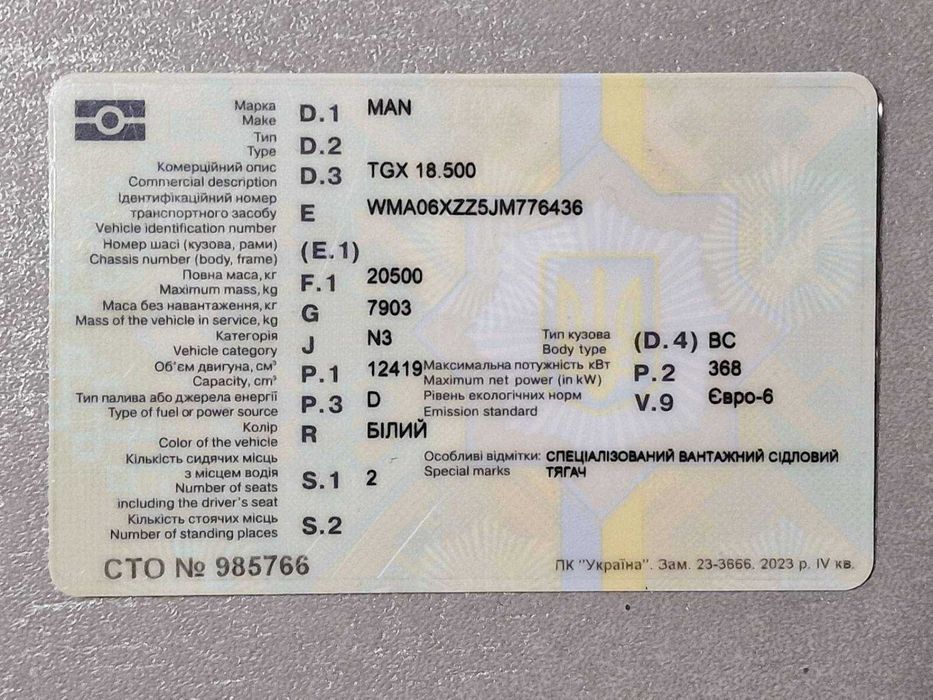 Марка D.1 MAN
Make
Тип D.2
Type
Комерційний опис D.3 TGX 18.500
Commercial description
Ідентифікаційний номер
транспортного засобу E WMA06XZZ5JM776436
Vehicle identification number
Номер шасі (кузова, рами) (E.1)
Chassis number (body, frame)
Повна маса, кг F.1 20500
Maximum mass, kg
Маса без навантаження, кг G 7903
Mass of the vehicle in service, kg
Категорія J N3 Тип кузова (D.4) BC
Vehicle category Body type
Об'єм двигуна, см³ P.1 12419 Максимальна потужність кВт P.2 368
Capacity, cm³ Maximum net power (in kW)
Тип палива або джерела енергії P.3 D Рівень екологічних норм V.9 Євро-6
Type of fuel or power source Emission standard
Колір R БІЛИЙ
Color of the vehicle
Кількість сидячих місць Особливі відмітки: СПЕЦІАЛІЗОВАНИЙ ВАНТАЖНИЙ СІДЛОВИЙ
з місцем водія S.1 2 Special marks ТЯГАЧ
Number of seats
including the driver's seat
Кількість стоячих місць S.2
Number of standing places
СТО № 985766 ПК "Україна". Зам. 23-3666. 2023 р. IV кв.